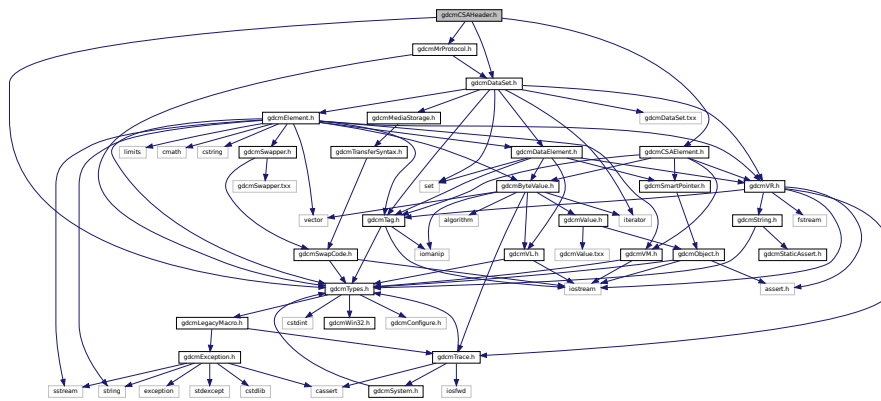 gdcmCSAHeader.h
gdcmMrProtocol.h
gdcmDataSet.h
gdcmElement.h
gdcmMediaStorage.h
gdcmDataSet.txx
limits
cmath
cstring
gdcmSwapper.h
gdcmTransferSyntax.h
gdcmDataElement.h
gdcmCSAElement.h
gdcmSwapper.txx
set
gdcmByteValue.h
gdcmSmartPointer.h
gdcmVR.h
vector
gdcmTag.h
algorithm
gdcmValue.h
iterator
gdcmString.h
fstream
gdcmSwapCode.h
iomanip
gdcmVL.h
gdcmValue.txx
gdcmVM.h
gdcmObject.h
gdcmStaticAssert.h
gdcmTypes.h
iostream
assert.h
gdcmLegacyMacro.h
cstdint
gdcmWin32.h
gdcmConfigure.h
gdcmException.h
gdcmTrace.h
sstream
string
exception
stdexcept
cstdlib
cassert
gdcmSystem.h
iosfwd